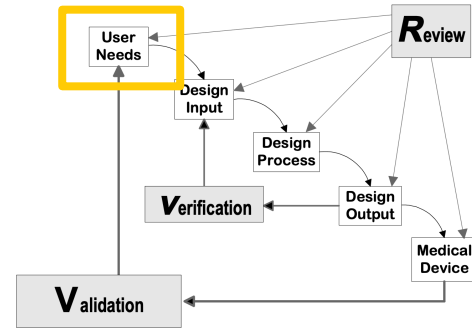 User
Needs
Review
Design
Input
Design
Process
Verification
Design
Output
Medical
Device
Validation